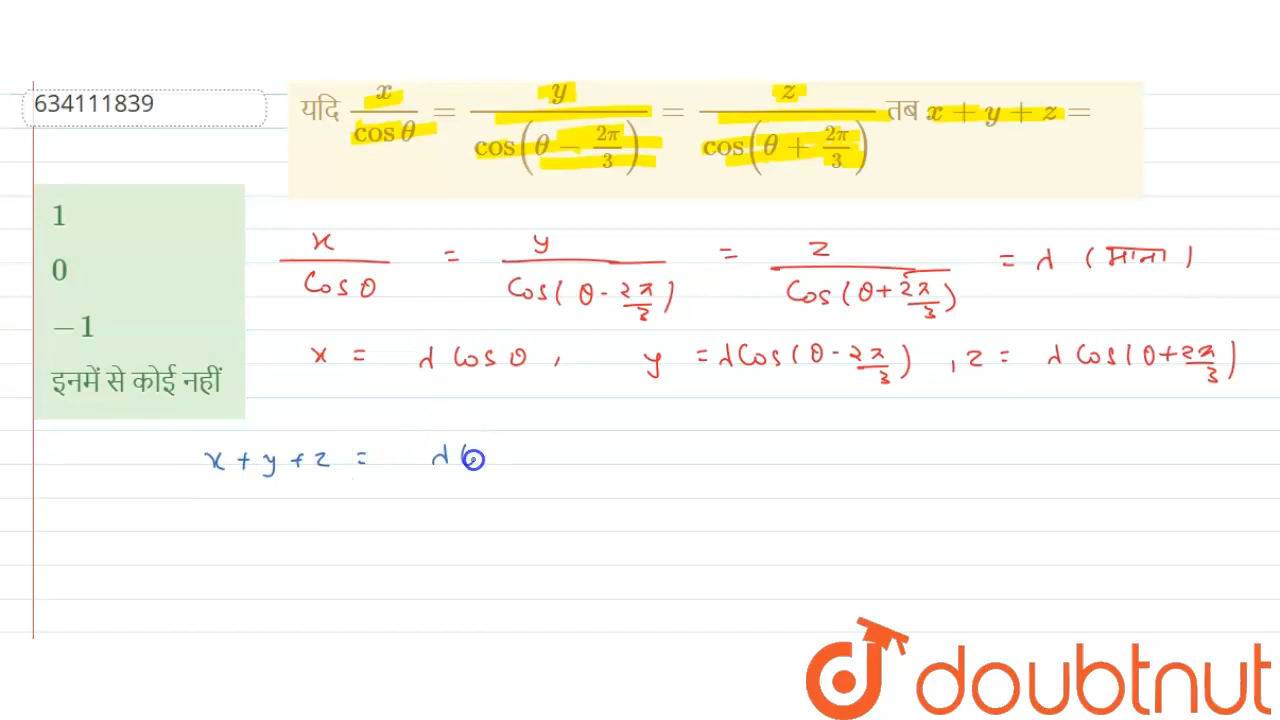 634111839
यदि x/cos θ = y/cos(θ − 2π/3) = z/cos(θ + 2π/3) तब x + y + z =
1
0
−1
इनमें से कोई नहीं
x/Cos θ = y/Cos(θ - 2π/3) = z/Cos(θ + 2π/3) = λ (माना)
x = λ Cos θ , y = λ Cos(θ - 2π/3) , z = λ Cos(θ + 2π/3)
x + y + z = λ (
doubtnut